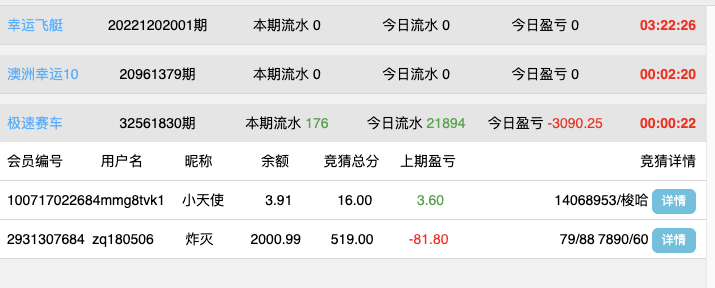 幸运飞艇 20221202001期 本期流水 0 今日流水 0 今日盈亏 0 03:22:26
澳洲幸运10 20961379期 本期流水 0 今日流水 0 今日盈亏 0 00:02:20
极速赛车 32561830期 本期流水 176 今日流水 21894 今日盈亏 -3090.25 00:00:22
会员编号 用户名 昵称 余额 竞猜总分 上期盈亏 竞猜详情
100717022684mmg8tvk1 小天使 3.91 16.00 3.60 14068953/梭哈 详情
2931307684 zq180506 炸灭 2000.99 519.00 -81.80 79/88 7890/60 详情